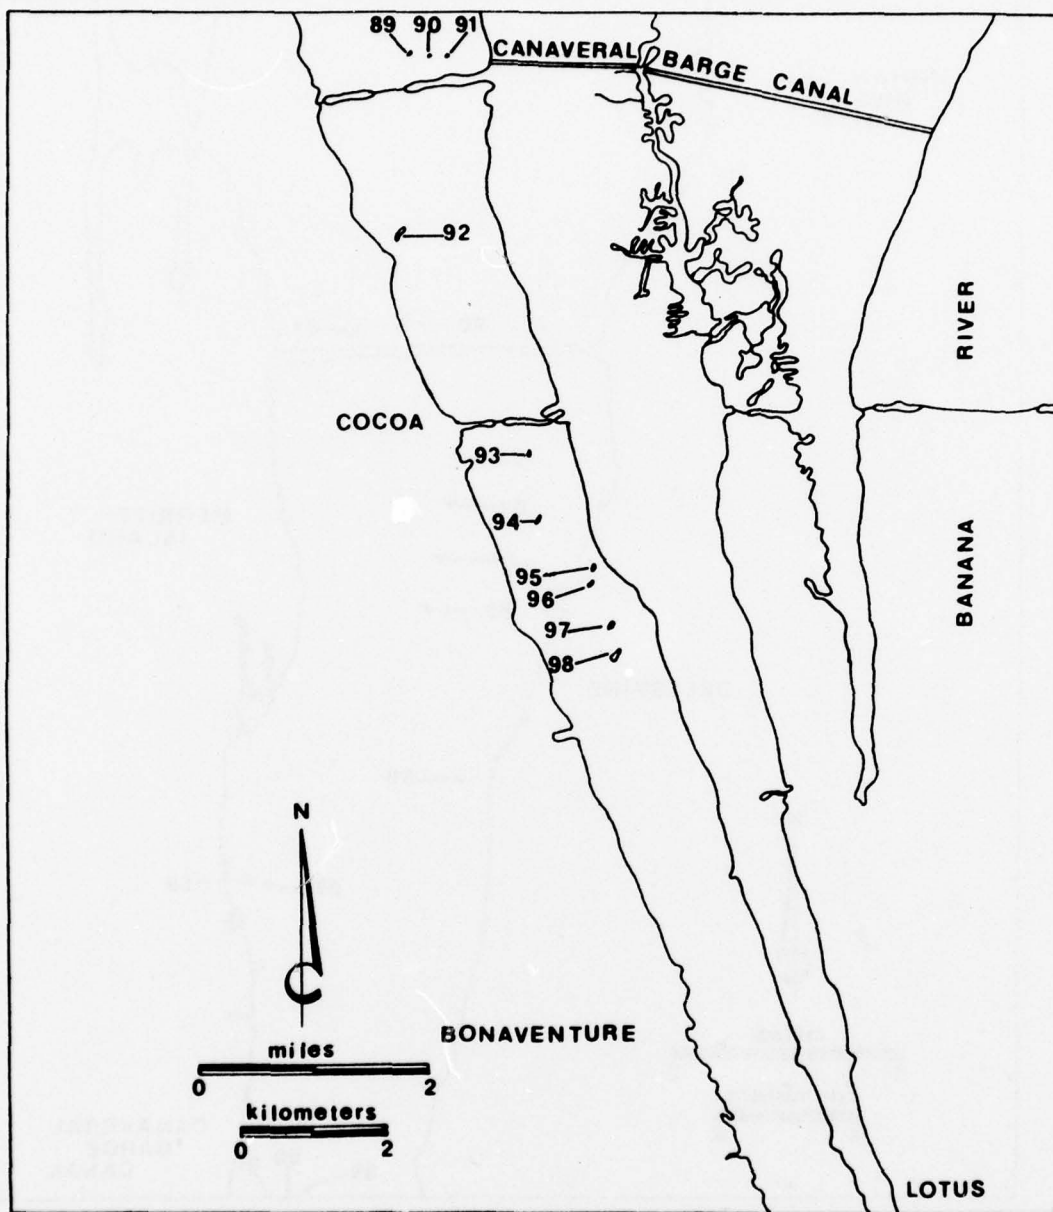 89 90 91
CANAVERAL BARGE CANAL
92
RIVER
COCOA
93
94
BANANA
95
96
97
98
N
BONAVENTURE
miles
0 2
kilometers
0 2
LOTUS